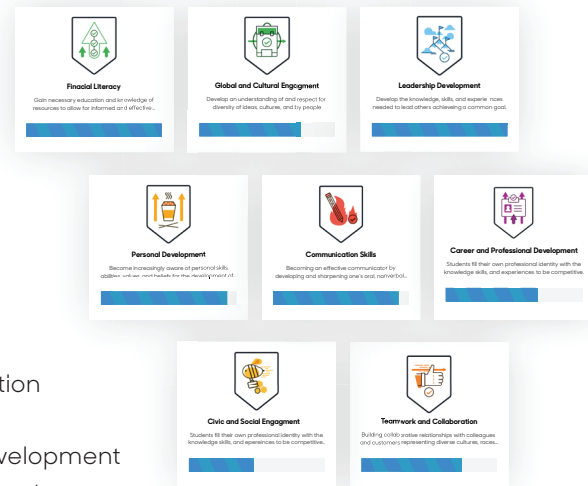 Finacial Literacy
Gain necessary education and knowledge of
resources to allow for informed and effective...
Global and Cultural Engagment
Develop an understanding of and respect for
diversity of ideas, cultures, and by people
Leadership Development
Develop the knowledge, skills, and experiences
needed to lead others achieveing a common goal.
Personal Development
Become increasingly aware of personal skills
abilities, values, and beliefs for the development of
Communication Skills
Becoming an effective communicator by
developing and sharpening one's oral, nonverbal...
Career and Professional Development
Students fill their own professional identity with the
knowledge skills, and experiences to be competitive.
tion
velopment
Civic and Social Engagment
Students fill their own professional identity with the
knowledge skills, and epereinces to be competitive.
Teamwork and Collaboration
Building collaborative relationships with colleagues
and customers representing diverse cultures, races...